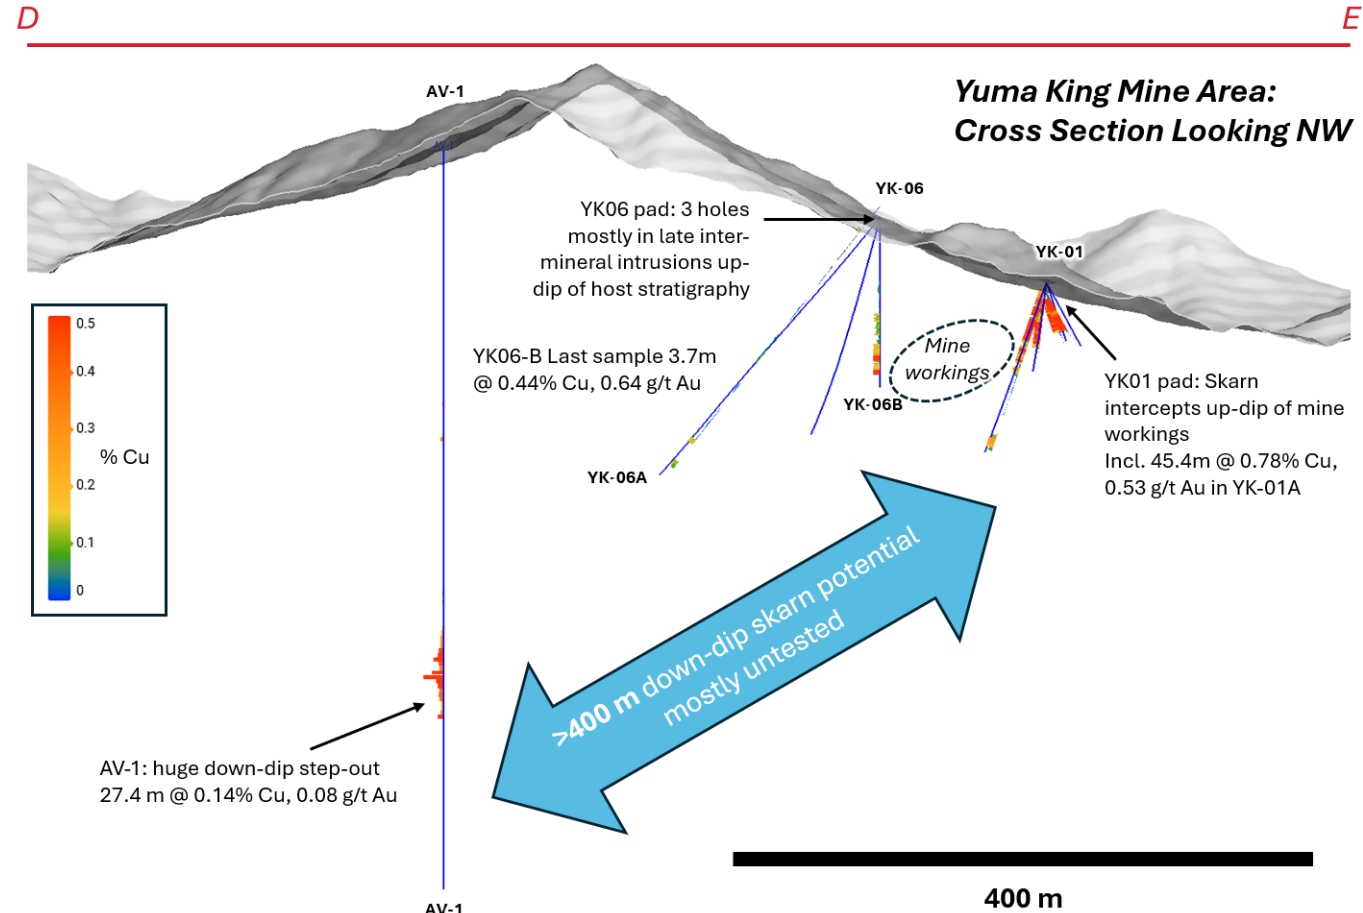 D
E
Yuma King Mine Area:
Cross Section Looking NW
AV-1
AV-1
YK-06
YK06 pad: 3 holes
mostly in late inter-
mineral intrusions up-
dip of host stratigraphy
YK-01
0.5
0.4
0.3
0.2
0.1
0
% Cu
YK06-B Last sample 3.7m
@ 0.44% Cu, 0.64 g/t Au
Mine
workings
YK-06B
YK-06A
YK01 pad: Skarn
intercepts up-dip of mine
workings
Incl. 45.4m @ 0.78% Cu,
0.53 g/t Au in YK-01A
>400 m down-dip skarn potential
mostly untested
AV-1: huge down-dip step-out
27.4 m @ 0.14% Cu, 0.08 g/t Au
400 m
AV-1